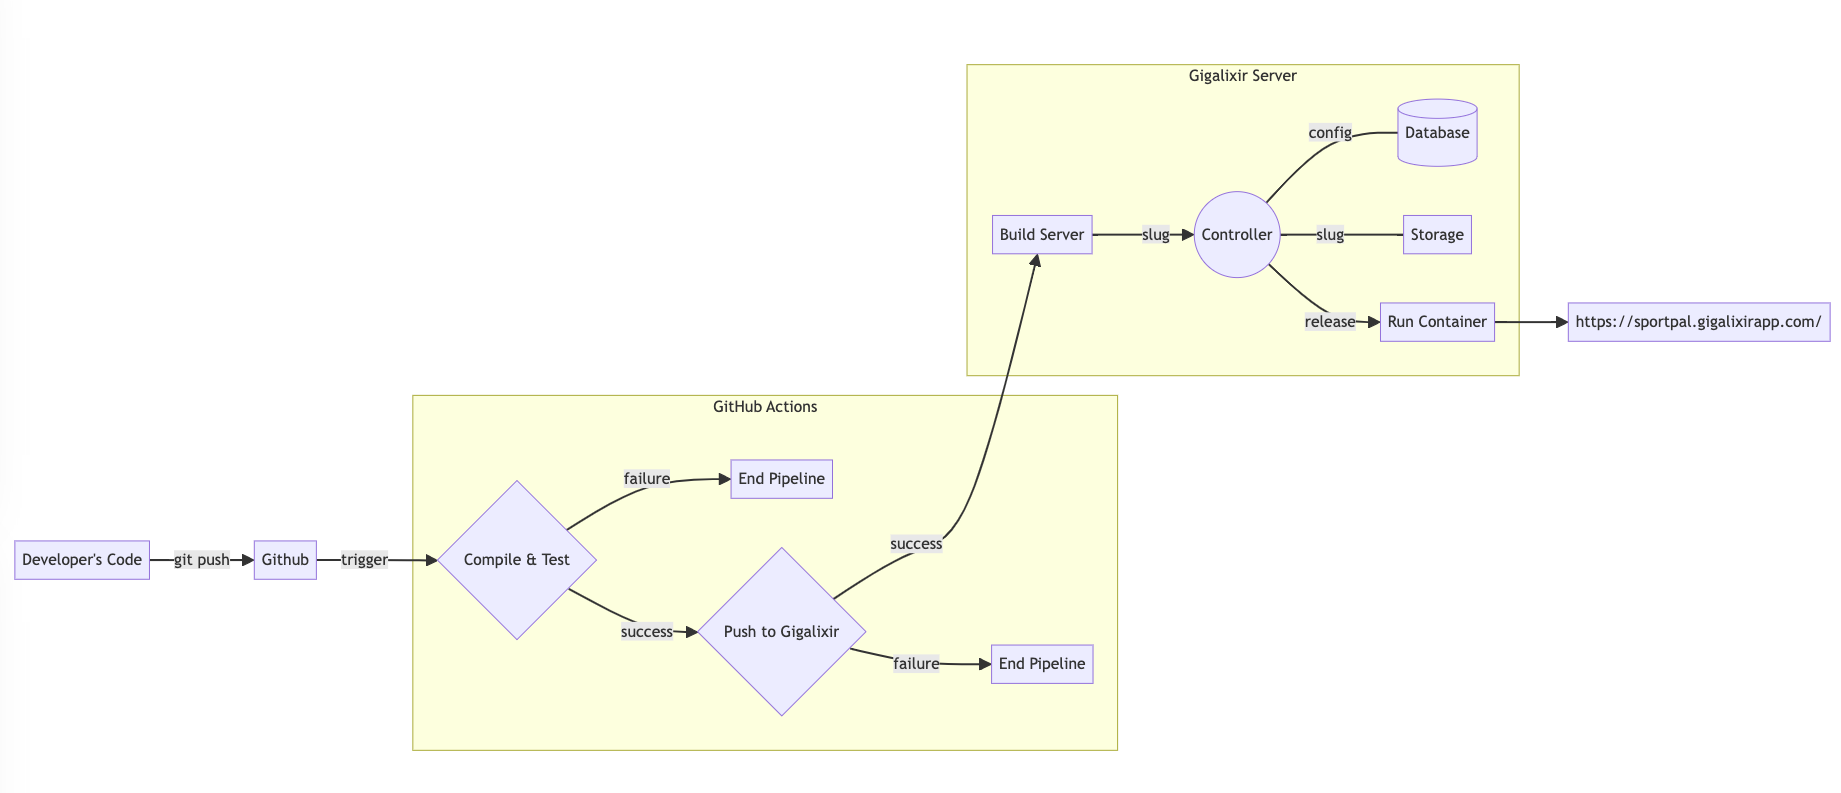 Gigalixir Server
config
Database
Build Server
slug
Controller
slug
Storage
release
Run Container
https://sportpal.gigalixirapp.com/
GitHub Actions
failure
End Pipeline
Developer's Code
git push
Github
trigger
Compile & Test
success
success
Push to Gigalixir
failure
End Pipeline